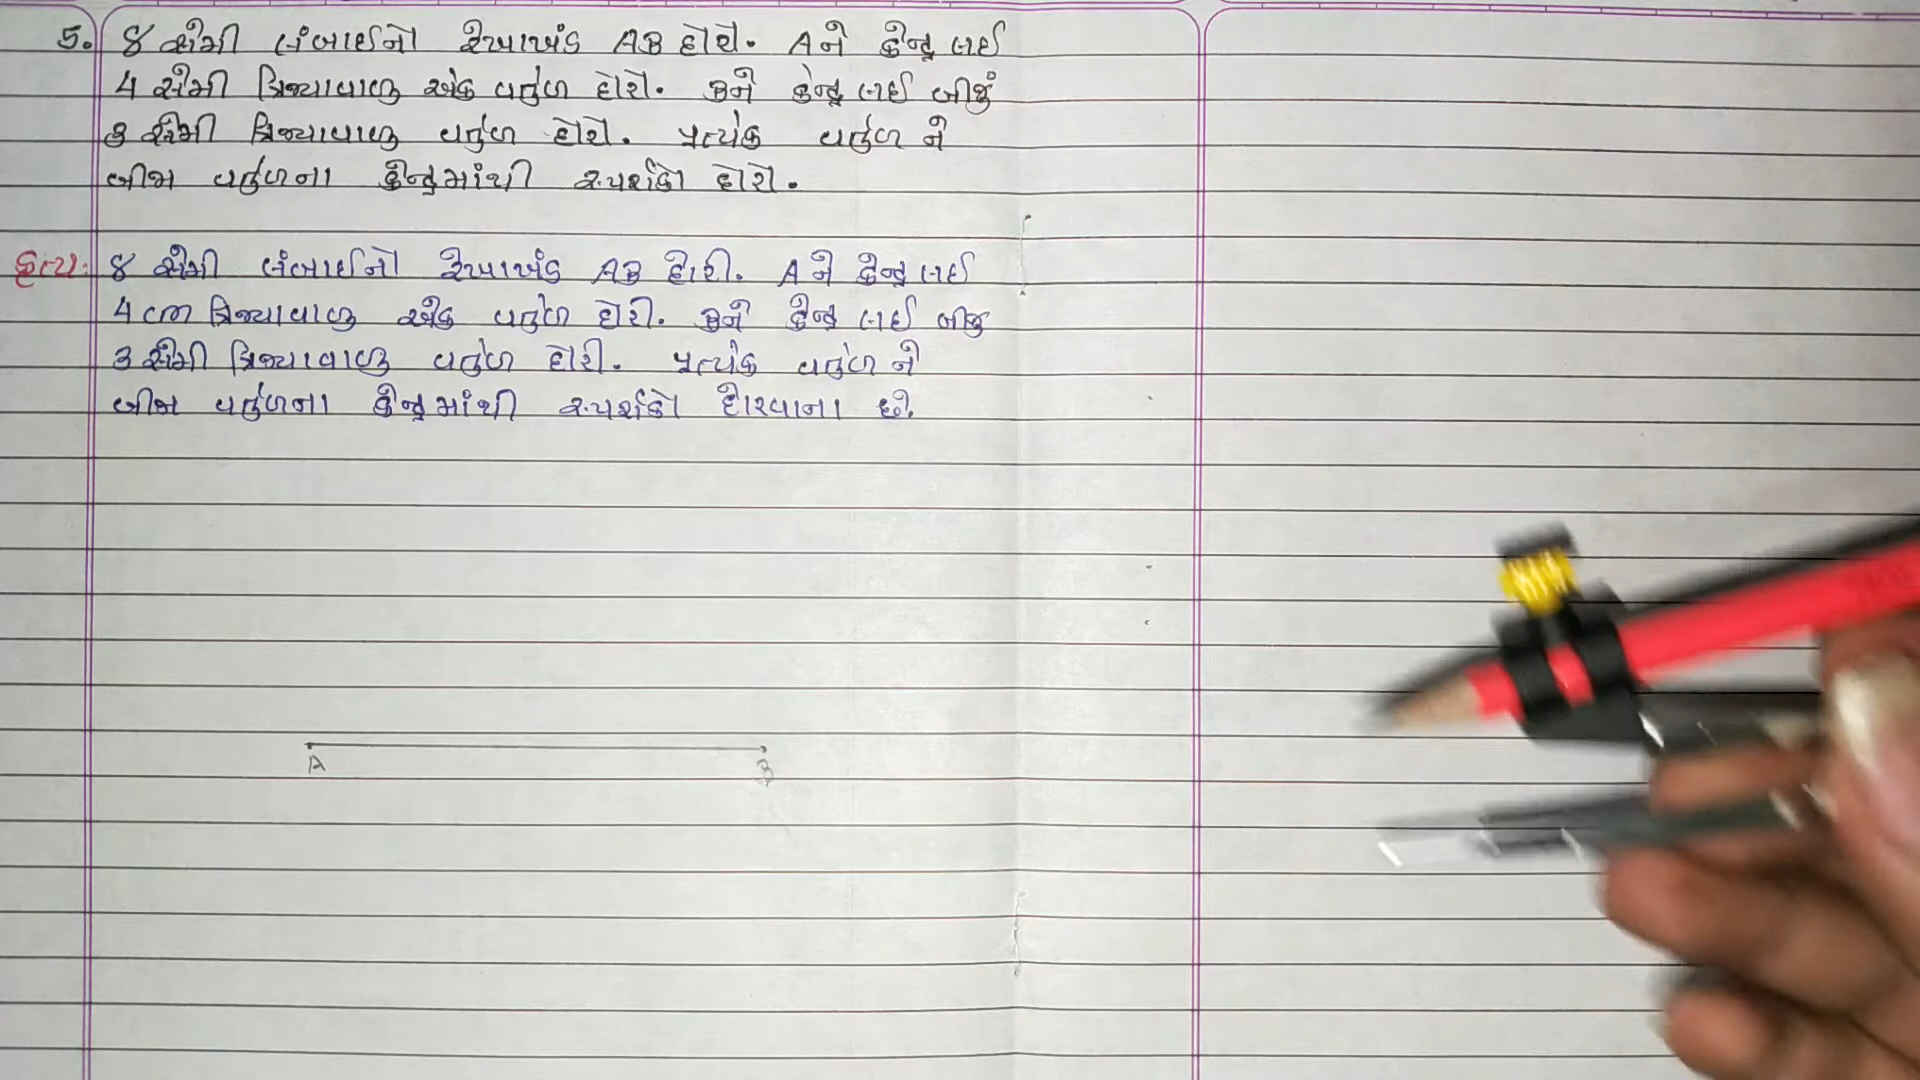 5. 8 સેમી લંબાઈનો રેખાખંડ AB દોરો. A ને કેન્દ્ર લઈ
4 સેમી ત્રિજ્યાવાળુ એક વર્તુળ દોરો. B ને કેન્દ્ર લઈ બીજું
3 સેમી ત્રિજ્યાવાળુ વર્તુળ દોરો. પ્રત્યેક વર્તુળ ને
બીજા વર્તુળના કેન્દ્રમાંથી સ્પર્શકો દોરો.
કૃત્ય: 8 સેમી લંબાઈનો રેખાખંડ AB દોરી. A ને કેન્દ્ર લઈ
4 cm ત્રિજ્યાવાળુ એક વર્તુળ દોરી. B ને કેન્દ્ર લઈ બીજુ
3 સેમી ત્રિજ્યાવાળુ વર્તુળ દોરી. પ્રત્યેક વર્તુળ ને
બીજા વર્તુળના કેન્દ્રમાંથી સ્પર્શકો દોરવાના છે.
A B